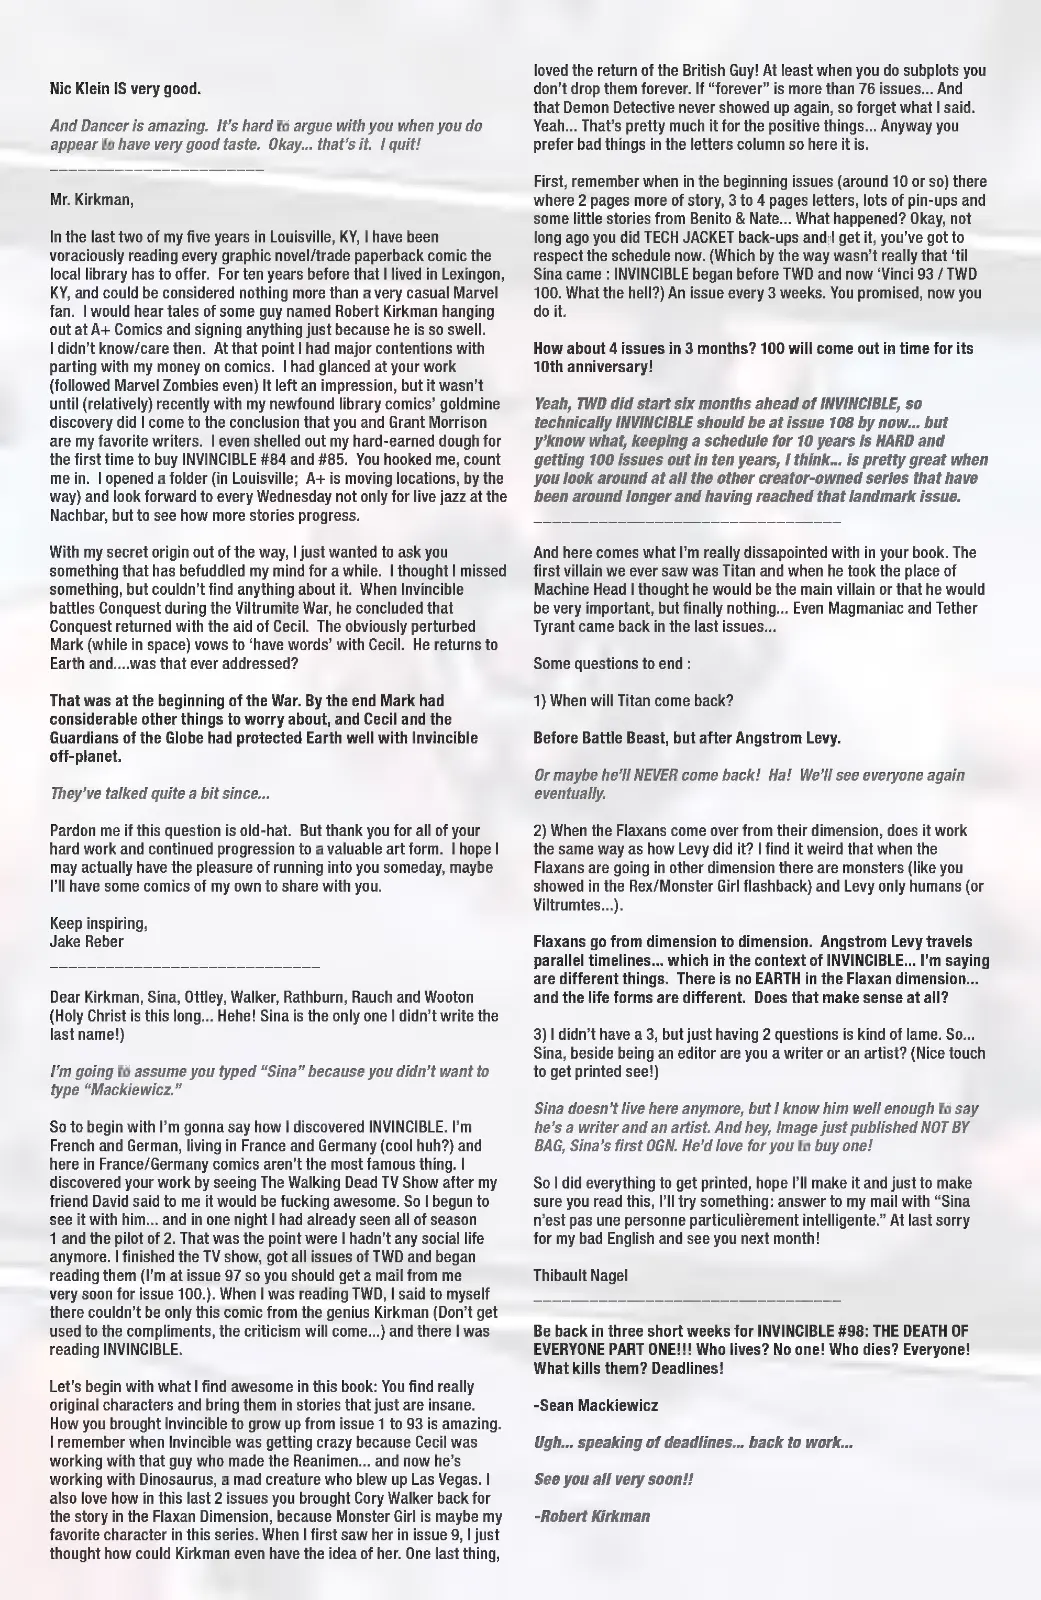 Nic Klein IS very good.
And Dancer is amazing. It's hard to argue with you when you do
appear to have very good taste. Okay... that's it. I quit!
_______________________
Mr. Kirkman,
In the last two of my five years in Louisville, KY, I have been
voraciously reading every graphic novel/trade paperback comic the
local library has to offer. For ten years before that I lived in Lexington,
KY, and could be considered nothing more than a very casual Marvel
fan. I would hear tales of some guy named Robert Kirkman hanging
out at A+ Comics and signing anything just because he is so swell.
I didn't know/care then. At that point I had major contentions with
parting with my money on comics. I had glanced at your work
(followed Marvel Zombies even) It left an impression, but it wasn't
until (relatively) recently with my newfound library comics' goldmine
discovery did I come to the conclusion that you and Grant Morrison
are my favorite writers. I even shelled out my hard-earned dough for
the first time to buy INVINCIBLE #84 and #85. You hooked me, count
me in. I opened a folder (in Louisville; A+ is moving locations, by the
way) and look forward to every Wednesday not only for live jazz at the
Nachbar, but to see how more stories progress.
With my secret origin out of the way, I just wanted to ask you
something that has befuddled my mind for a while. I thought I missed
something, but couldn't find anything about it. When Invincible
battles Conquest during the Viltrumite War, he concluded that
Conquest returned with the aid of Cecil. The obviously perturbed
Mark (while in space) vows to 'have words' with Cecil. He returns to
Earth and....was that ever addressed?
That was at the beginning of the War. By the end Mark had
considerable other things to worry about, and Cecil and the
Guardians of the Globe had protected Earth well with Invincible
off-planet.
They've talked quite a bit since...
Pardon me if this question is old-hat. But thank you for all of your
hard work and continued progression to a valuable art form. I hope I
may actually have the pleasure of running into you someday, maybe
I'll have some comics of my own to share with you.
Keep inspiring,
Jake Reber
_____________________________
Dear Kirkman, Sina, Ottley, Walker, Rathburn, Rauch and Wooton
(Holy Christ is this long... Hehe! Sina is the only one I didn't write the
last name!)
I'm going to assume you typed "Sina" because you didn't want to
type "Mackiewicz."
So to begin with I'm gonna say how I discovered INVINCIBLE. I'm
French and German, living in France and Germany (cool huh?) and
here in France/Germany comics aren't the most famous thing. I
discovered your work by seeing The Walking Dead TV Show after my
friend David said to me it would be fucking awesome. So I begun to
see it with him... and in one night I had already seen all of season
1 and the pilot of 2. That was the point were I hadn't any social life
anymore. I finished the TV show, got all issues of TWD and began
reading them (I'm at issue 97 so you should get a mail from me
very soon for issue 100.). When I was reading TWD, I said to myself
there couldn't be only this comic from the genius Kirkman (Don't get
used to the compliments, the criticism will come...) and there I was
reading INVINCIBLE.
Let's begin with what I find awesome in this book: You find really
original characters and bring them in stories that just are insane.
How you brought Invincible to grow up from issue 1 to 93 is amazing.
I remember when Invincible was getting crazy because Cecil was
working with that guy who made the Reanimen... and now he's
working with Dinosaurus, a mad creature who blew up Las Vegas. I
also love how in this last 2 issues you brought Cory Walker back for
the story in the Flaxan Dimension, because Monster Girl is maybe my
favorite character in this series. When I first saw her in issue 9, I just
thought how could Kirkman even have the idea of her. One last thing,
loved the return of the British Guy! At least when you do subplots you
don't drop them forever. If "forever" is more than 76 issues... And
that Demon Detective never showed up again, so forget what I said.
Yeah... That's pretty much it for the positive things... Anyway you
prefer bad things in the letters column so here it is.
First, remember when in the beginning issues (around 10 or so) there
where 2 pages more of story, 3 to 4 pages letters, lots of pin-ups and
some little stories from Benito & Nate... What happened? Okay, not
long ago you did TECH JACKET back-ups and I get it, you've got to
respect the schedule now. (Which by the way wasn't really that 'til
Sina came : INVINCIBLE began before TWD and now 'Vinci 93 / TWD
100. What the hell?) An issue every 3 weeks. You promised, now you
do it.
How about 4 issues in 3 months? 100 will come out in time for its
10th anniversary!
Yeah, TWD did start six months ahead of INVINCIBLE, so
technically INVINCIBLE should be at issue 108 by now... but
y'know what, keeping a schedule for 10 years is HARD and
getting 100 issues out in ten years, I think... is pretty great when
you look around at all the other creator-owned series that have
been around longer and having reached that landmark issue.
_________________________________
And here comes what I'm really dissapointed with in your book. The
first villain we ever saw was Titan and when he took the place of
Machine Head I thought he would be the main villain or that he would
be very important, but finally nothing... Even Magmaniac and Tether
Tyrant came back in the last issues...
Some questions to end :
1) When will Titan come back?
Before Battle Beast, but after Angstrom Levy.
Or maybe he'll NEVER come back! Ha! We'll see everyone again
eventually.
2) When the Flaxans come over from their dimension, does it work
the same way as how Levy did it? I find it weird that when the
Flaxans are going in other dimension there are monsters (like you
showed in the Rex/Monster Girl flashback) and Levy only humans (or
Viltrumtes...).
Flaxans go from dimension to dimension. Angstrom Levy travels
parallel timelines... which in the context of INVINCIBLE... I'm saying
are different things. There is no EARTH in the Flaxan dimension...
and the life forms are different. Does that make sense at all?
3) I didn't have a 3, but just having 2 questions is kind of lame. So...
Sina, beside being an editor are you a writer or an artist? (Nice touch
to get printed see!)
Sina doesn't live here anymore, but I know him well enough to say
he's a writer and an artist. And hey, Image just published NOT BY
BAG, Sina's first OGN. He'd love for you to buy one!
So I did everything to get printed, hope I'll make it and just to make
sure you read this, I'll try something: answer to my mail with "Sina
n'est pas une personne particulièrement intelligente." At last sorry
for my bad English and see you next month!
Thibault Nagel
_________________________________
Be back in three short weeks for INVINCIBLE #98: THE DEATH OF
EVERYONE PART ONE!!! Who lives? No one! Who dies? Everyone!
What kills them? Deadlines!
-Sean Mackiewicz
Ugh... speaking of deadlines... back to work...
See you all very soon!!
-Robert Kirkman